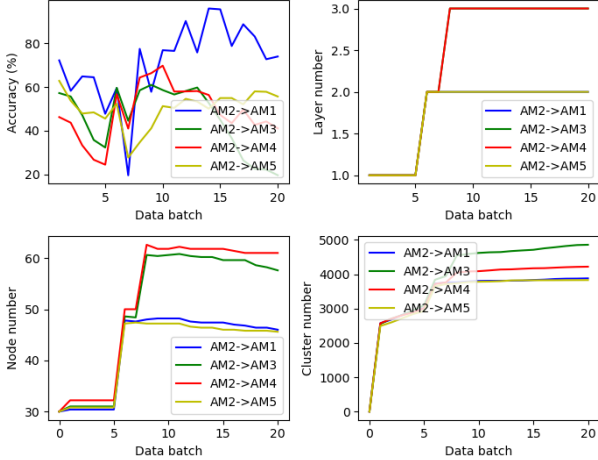 80
60
40
20
Accuracy (%)
AM2->AM1
AM2->AM3
AM2->AM4
AM2->AM5
0 5 10 15 20
Data batch
3.0
2.5
2.0
1.5
1.0
Layer number
AM2->AM1
AM2->AM3
AM2->AM4
AM2->AM5
0 5 10 15 20
Data batch
60
50
40
30
Node number
AM2->AM1
AM2->AM3
AM2->AM4
AM2->AM5
0 5 10 15 20
Data batch
5000
4000
3000
2000
1000
0
Cluster number
AM2->AM1
AM2->AM3
AM2->AM4
AM2->AM5
0 5 10 15 20
Data batch